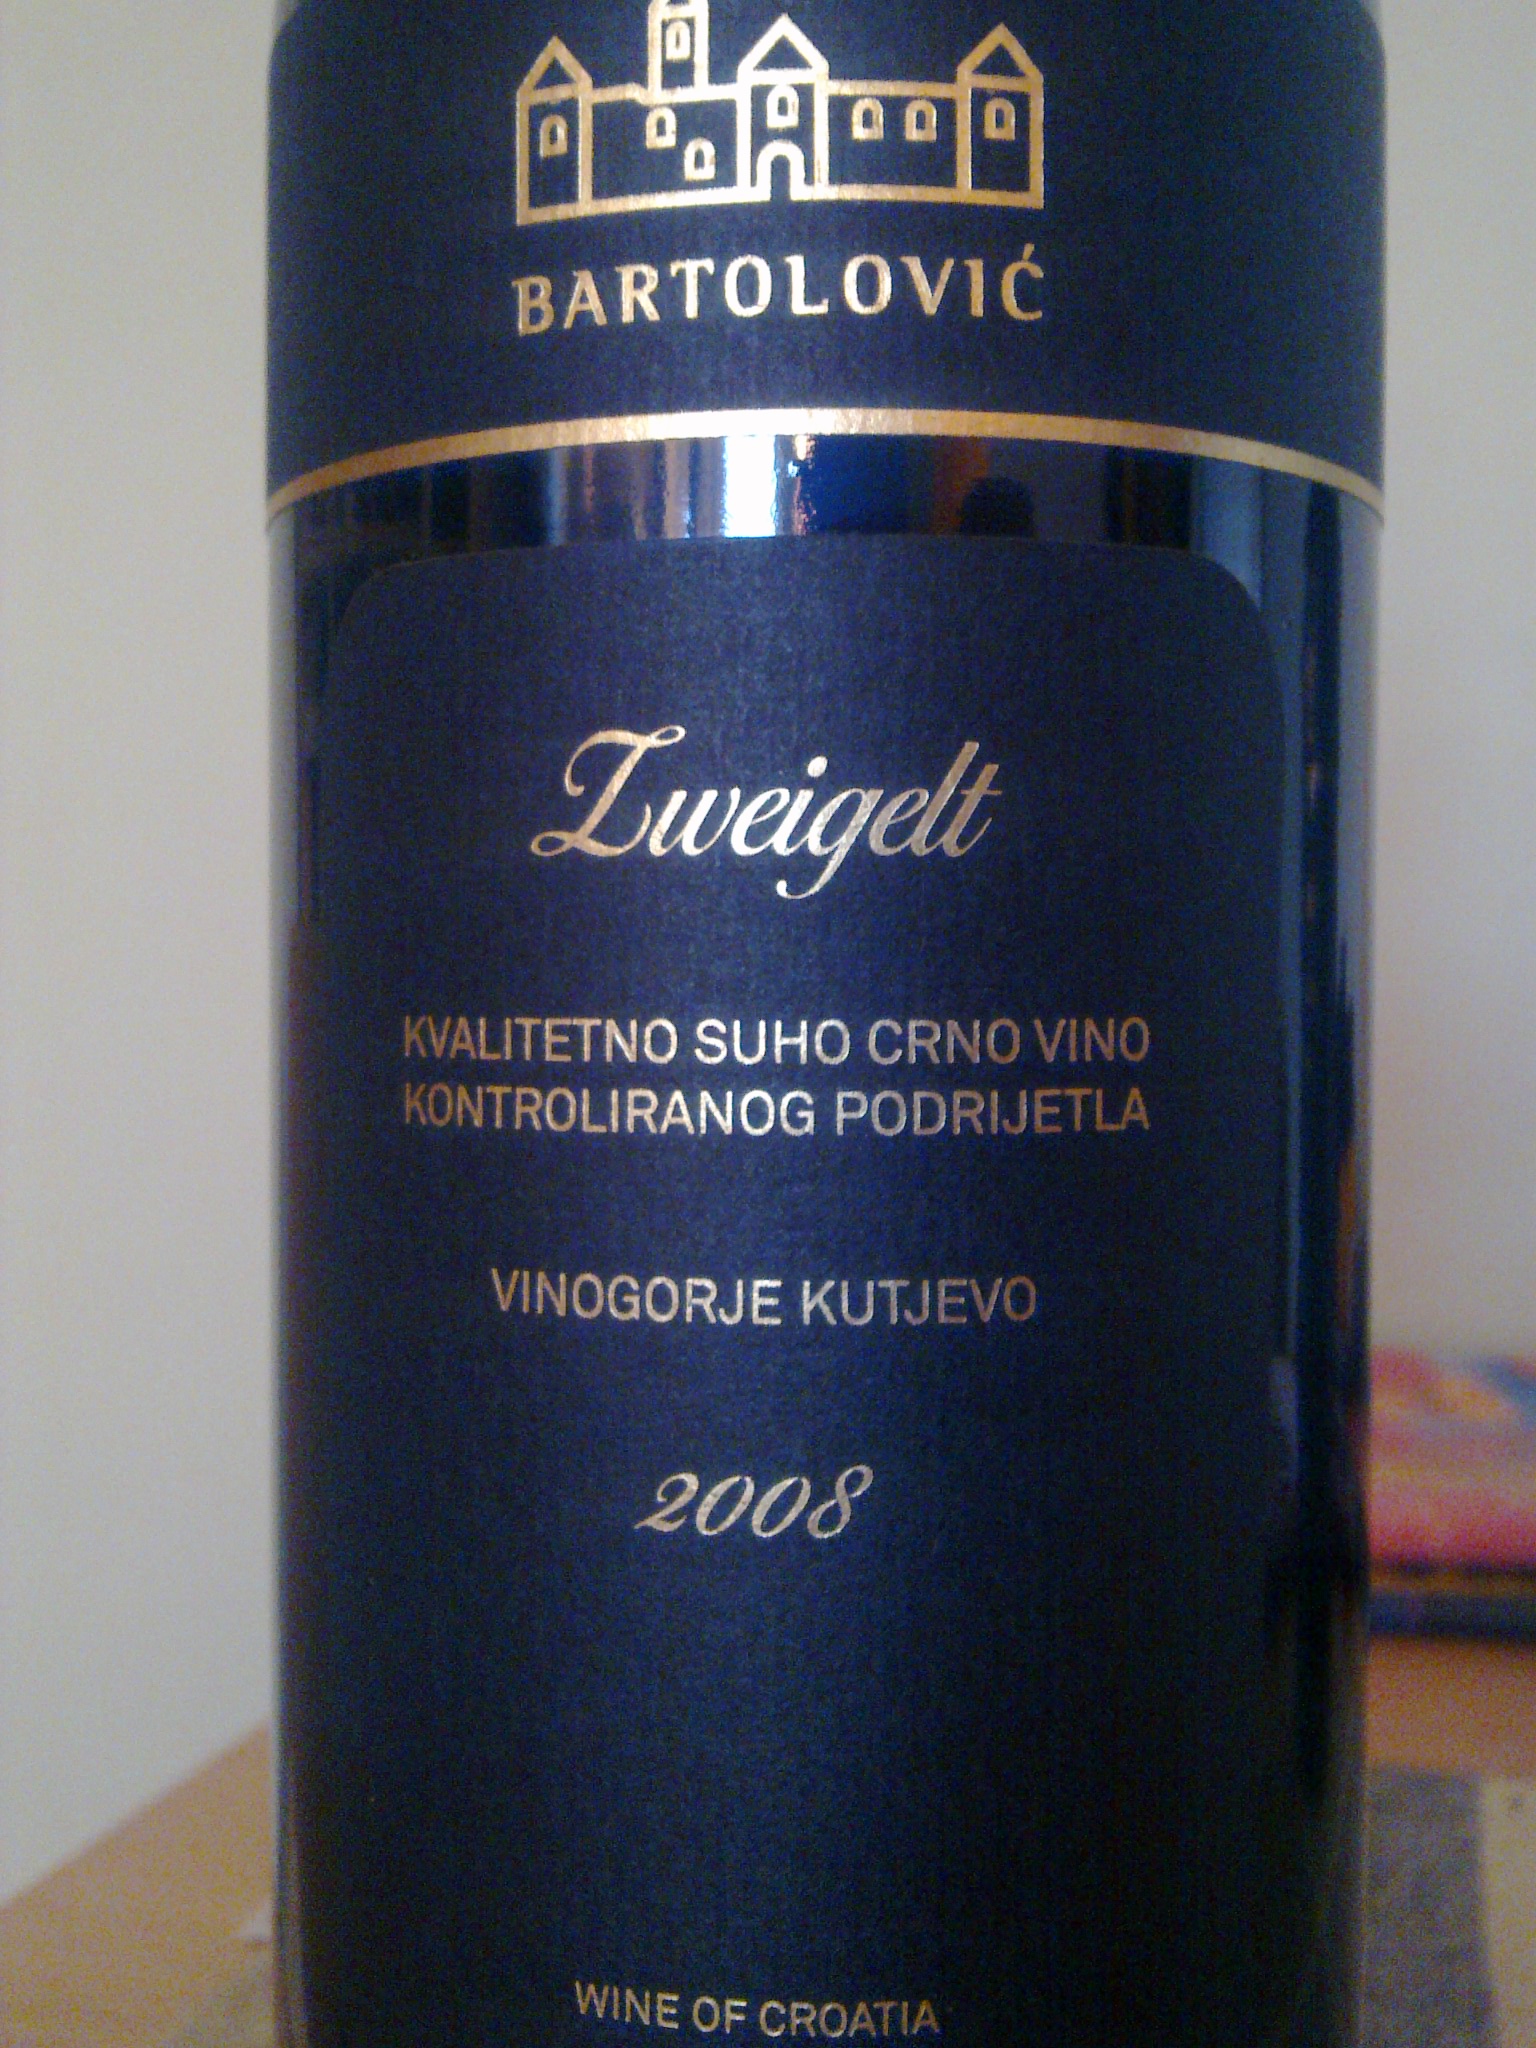 BARTOLOVIĆ
Zweigelt
KVALITETNO SUHO CRNO VINO
KONTROLIRANOG PODRIJETLA
VINOGORJE KUTJEVO
2008
WINE OF CROATIA